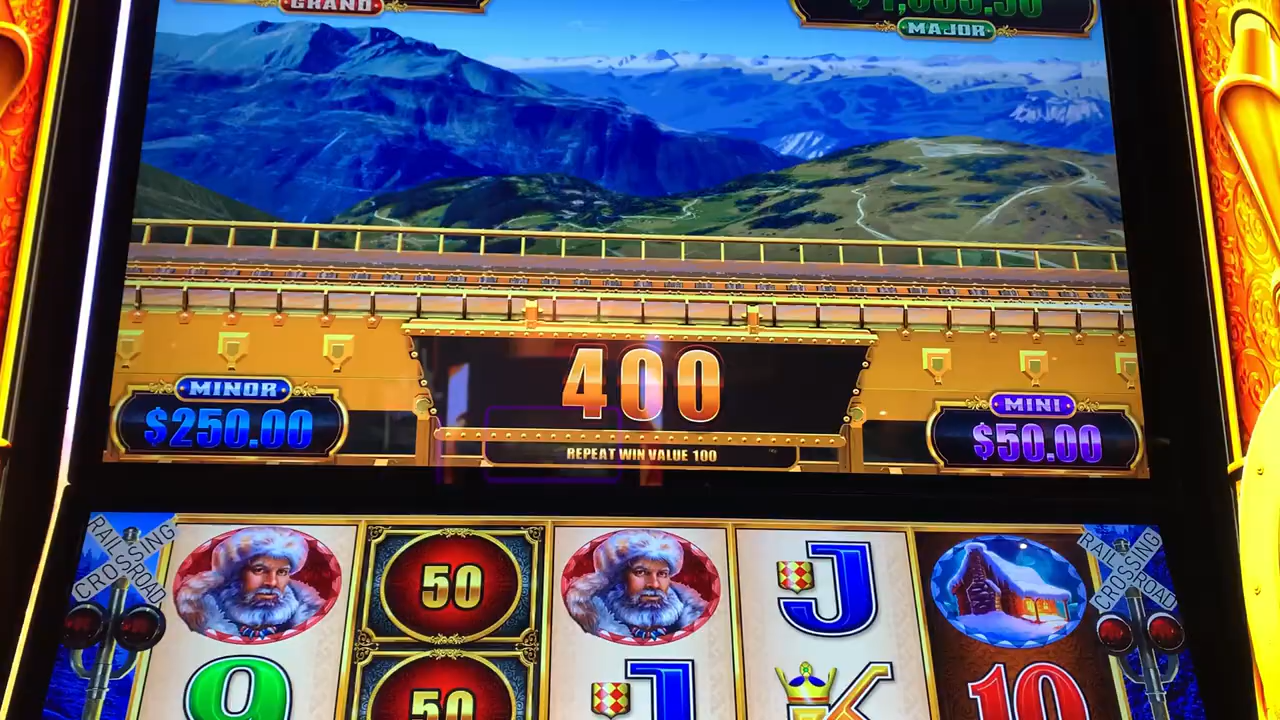 GRAND
MAJOR
400
MINOR
$250.00
REPEAT WIN VALUE 100
MINI
$50.00
RAILROAD CROSSING
50
J
RAILROAD CROSSING
9
50
J
K
10